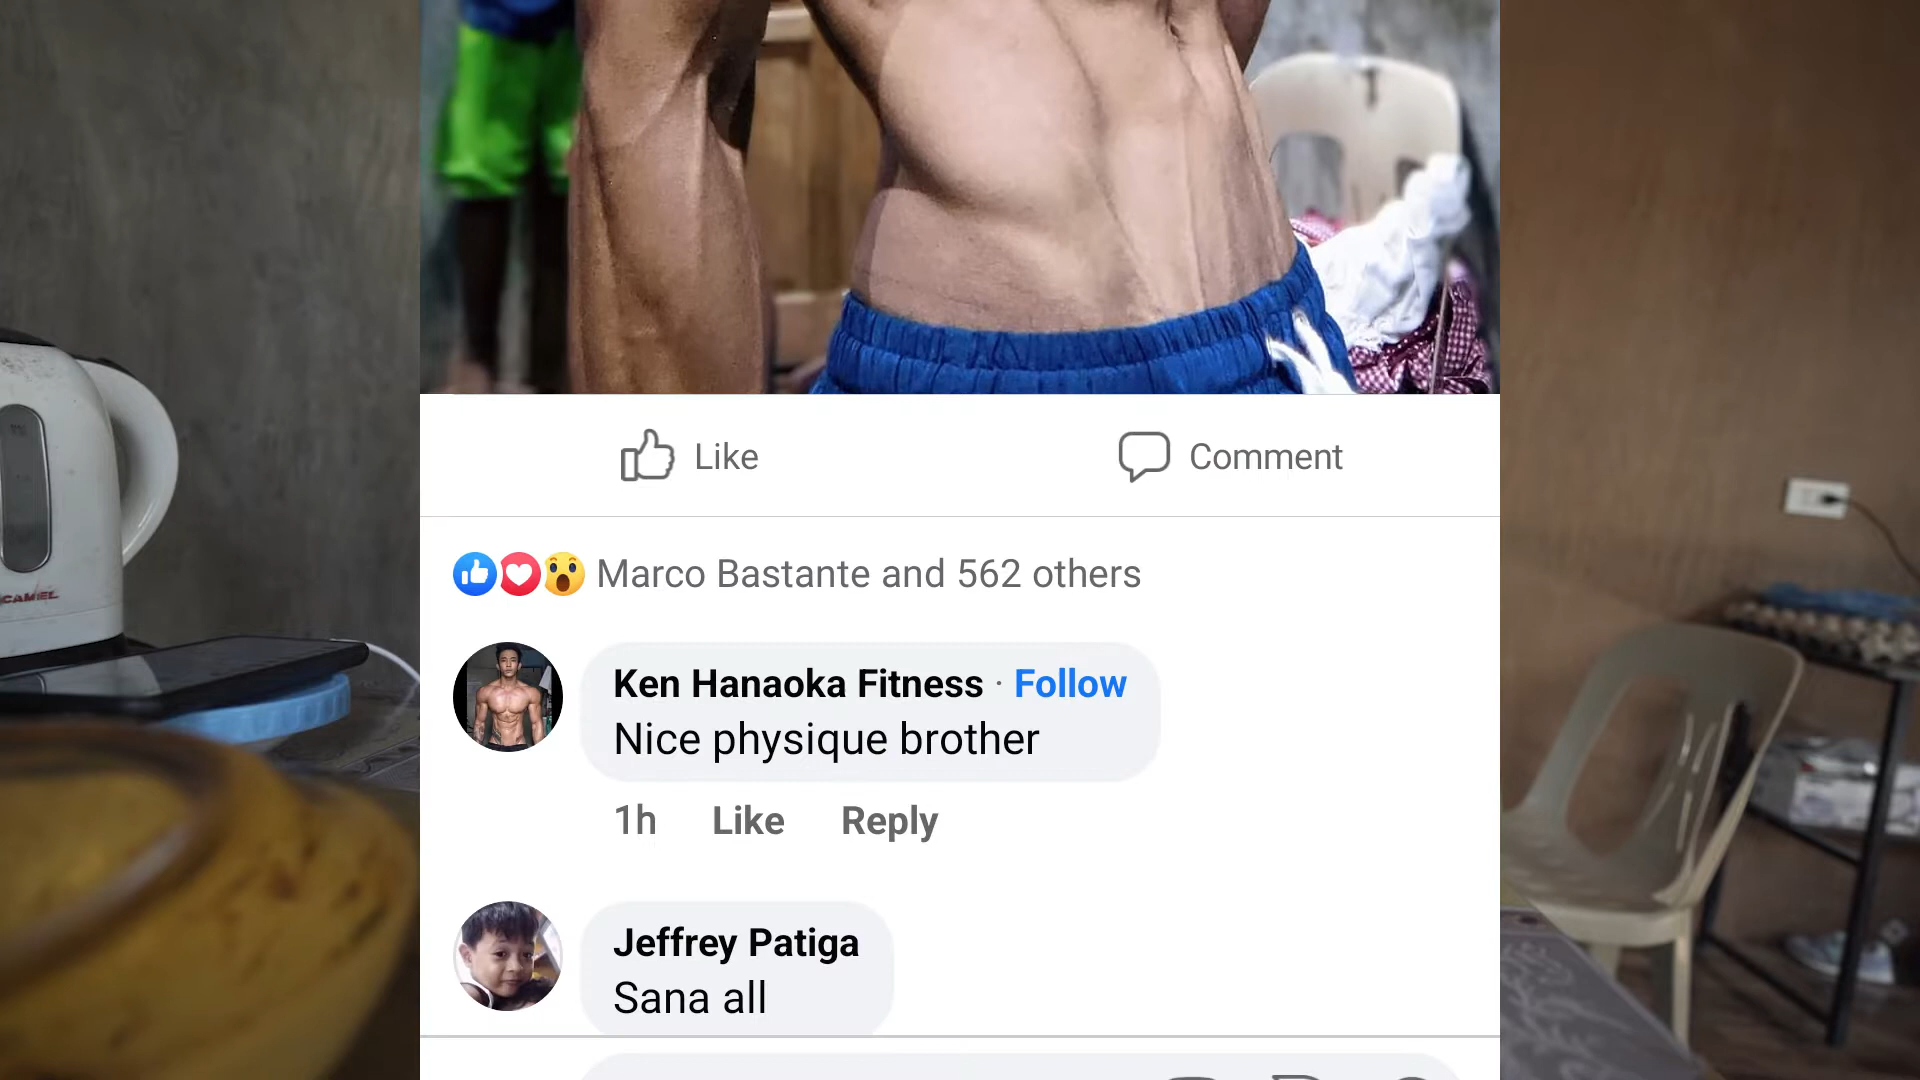 Like
Comment
Marco Bastante and 562 others
Ken Hanaoka Fitness · Follow
Nice physique brother
1h Like Reply
Jeffrey Patiga
Sana all
CAMEL